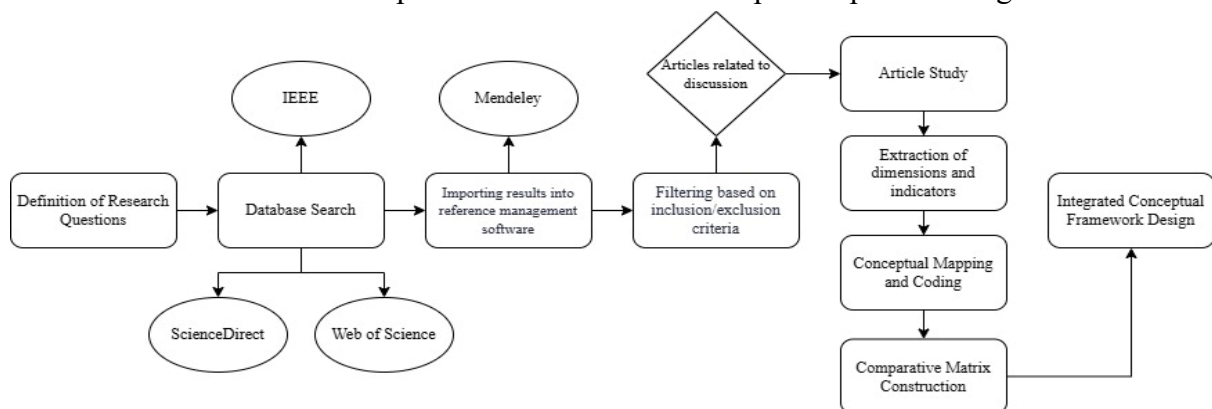 IEEE
Mendeley
Articles related to
discussion
Article Study
Extraction of
dimensions and
indicators
Definition of Research
Questions
Database Search
Importing results into
reference management
software
Filtering based on
inclusion/exclusion
criteria
Integrated Conceptual
Framework Design
Conceptual Mapping
and Coding
ScienceDirect
Web of Science
Comparative Matrix
Construction